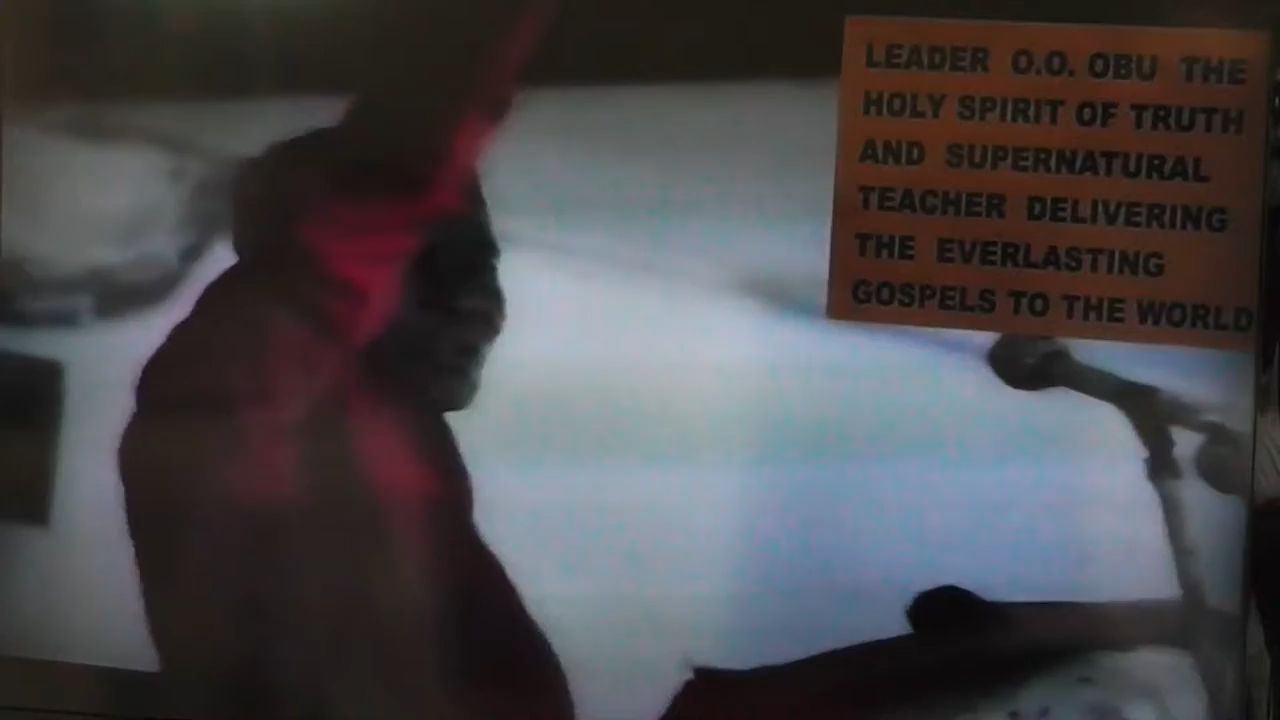 LEADER O.O. OBU THE
HOLY SPIRIT OF TRUTH
AND SUPERNATURAL
TEACHER DELIVERING
THE EVERLASTING
GOSPELS TO THE WORLD